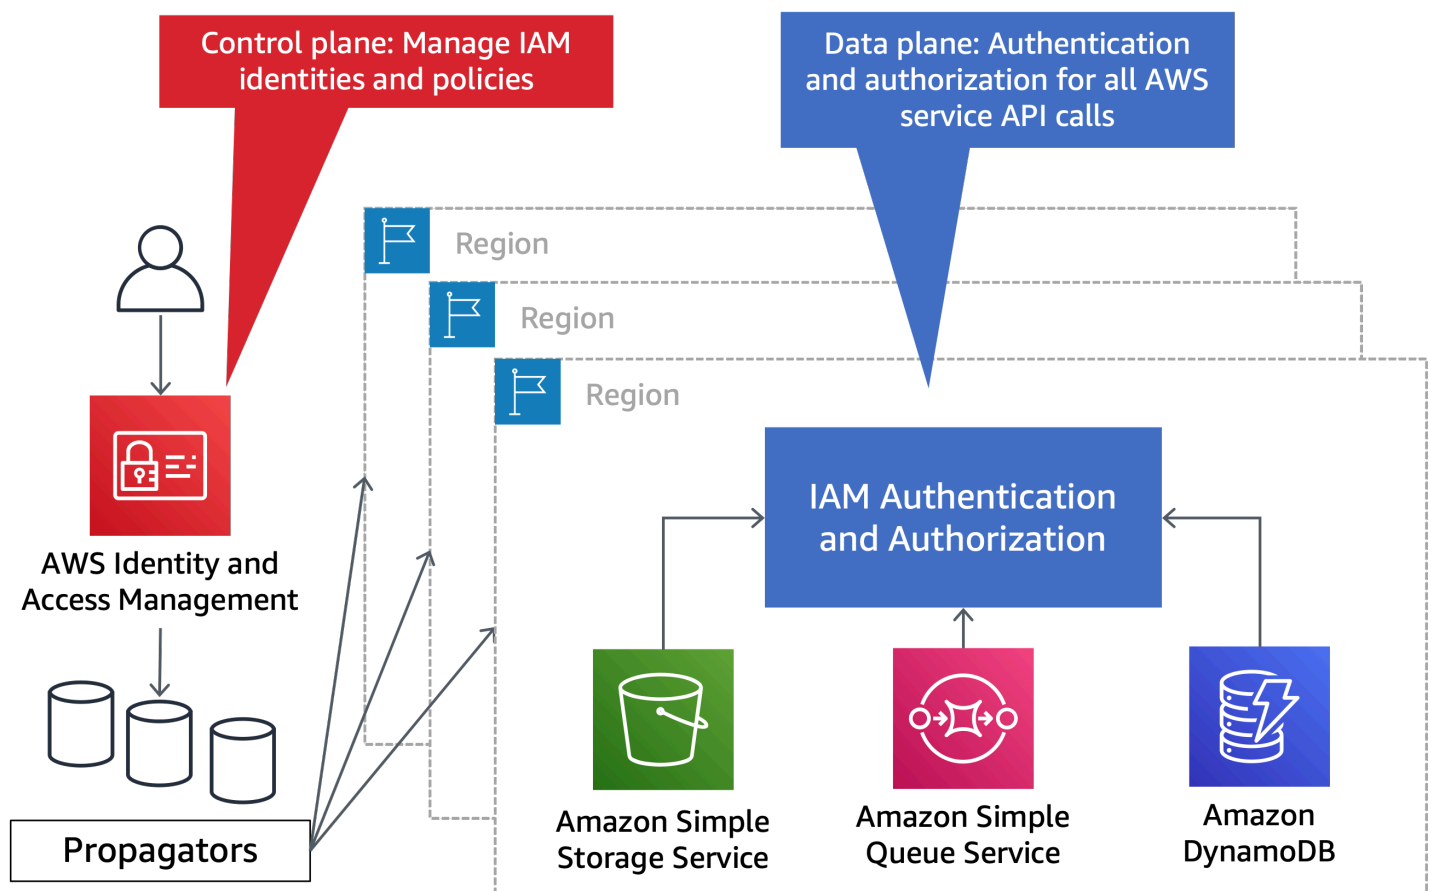 Control plane: Manage IAM
identities and policies
Data plane: Authentication
and authorization for all AWS
service API calls
Region
Region
Region
IAM Authentication
and Authorization
AWS Identity and
Access Management
Propagators
Amazon Simple
Storage Service
Amazon Simple
Queue Service
Amazon
DynamoDB